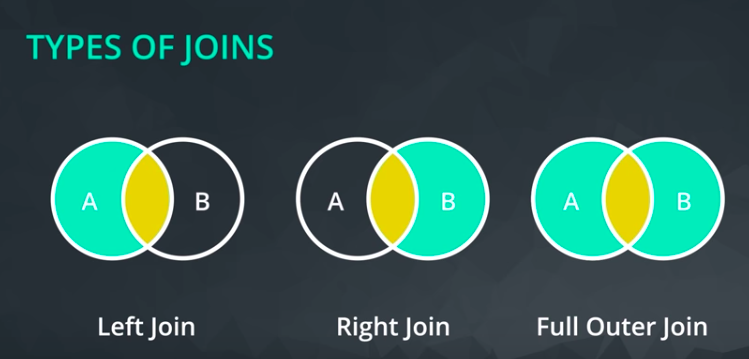 TYPES OF JOINS
A B
A B
A B
Left Join
Right Join
Full Outer Join